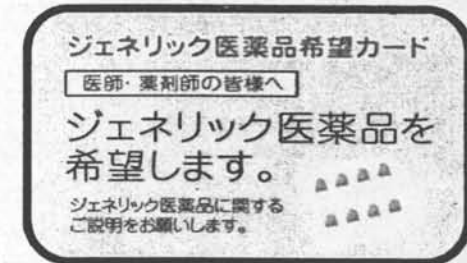 ジェネリック医薬品希望カード
医師・薬剤師の皆様へ
ジェネリック医薬品を
希望します。
ジェネリック医薬品に関する
ご説明をお願いします。